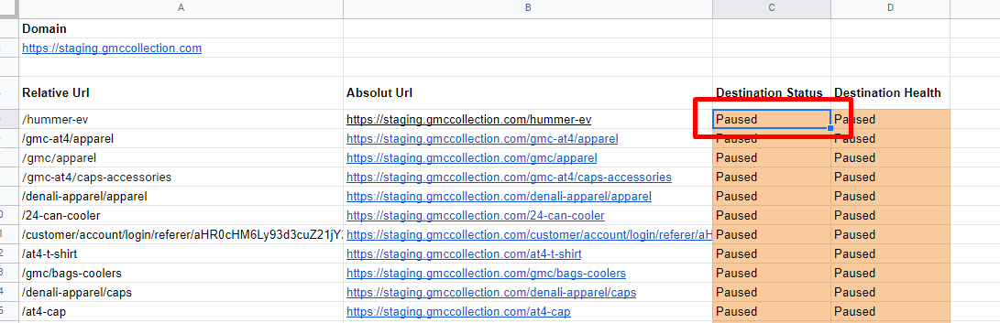 A B C D
Domain
https://staging.gmccollection.com
Relative Url Absolut Url Destination Status Destination Health
/hummer-ev https://staging.gmccollection.com/hummer-ev Paused Paused
/gmc-at4/apparel https://staging.gmccollection.com/gmc-at4/apparel Paused Paused
/gmc/apparel https://staging.gmccollection.com/gmc/apparel Paused Paused
/gmc-at4/caps-accessories https://staging.gmccollection.com/gmc-at4/caps-accessories Paused Paused
/denali-apparel/apparel https://staging.gmccollection.com/denali-apparel/apparel Paused Paused
/24-can-cooler https://staging.gmccollection.com/24-can-cooler Paused Paused
/customer/account/login/referer/aHR0cHM6Ly93d3cuZ21jY2 https://staging.gmccollection.com/customer/account/login/referer/aH Paused Paused
/at4-t-shirt https://staging.gmccollection.com/at4-t-shirt Paused Paused
/gmc/bags-coolers https://staging.gmccollection.com/gmc/bags-coolers Paused Paused
/denali-apparel/caps https://staging.gmccollection.com/denali-apparel/caps Paused Paused
/at4-cap https://staging.gmccollection.com/at4-cap Paused Paused